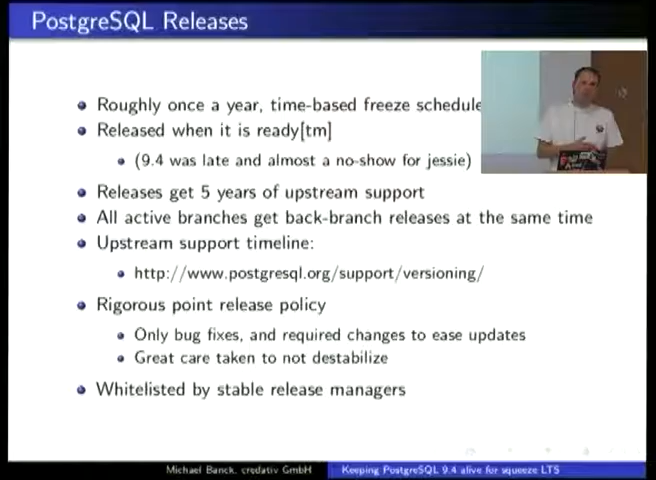 PostgreSQL Releases
Roughly once a year, time-based freeze schedule
Released when it is ready[tm]
(9.4 was late and almost a no-show for jessie)
Releases get 5 years of upstream support
All active branches get back-branch releases at the same time
Upstream support timeline:
http://www.postgresql.org/support/versioning/
Rigorous point release policy
Only bug fixes, and required changes to ease updates
Great care taken to not destabilize
Whitelisted by stable release managers
Michael Banck, credativ GmbH
Keeping PostgreSQL 9.4 alive for squeeze LTS